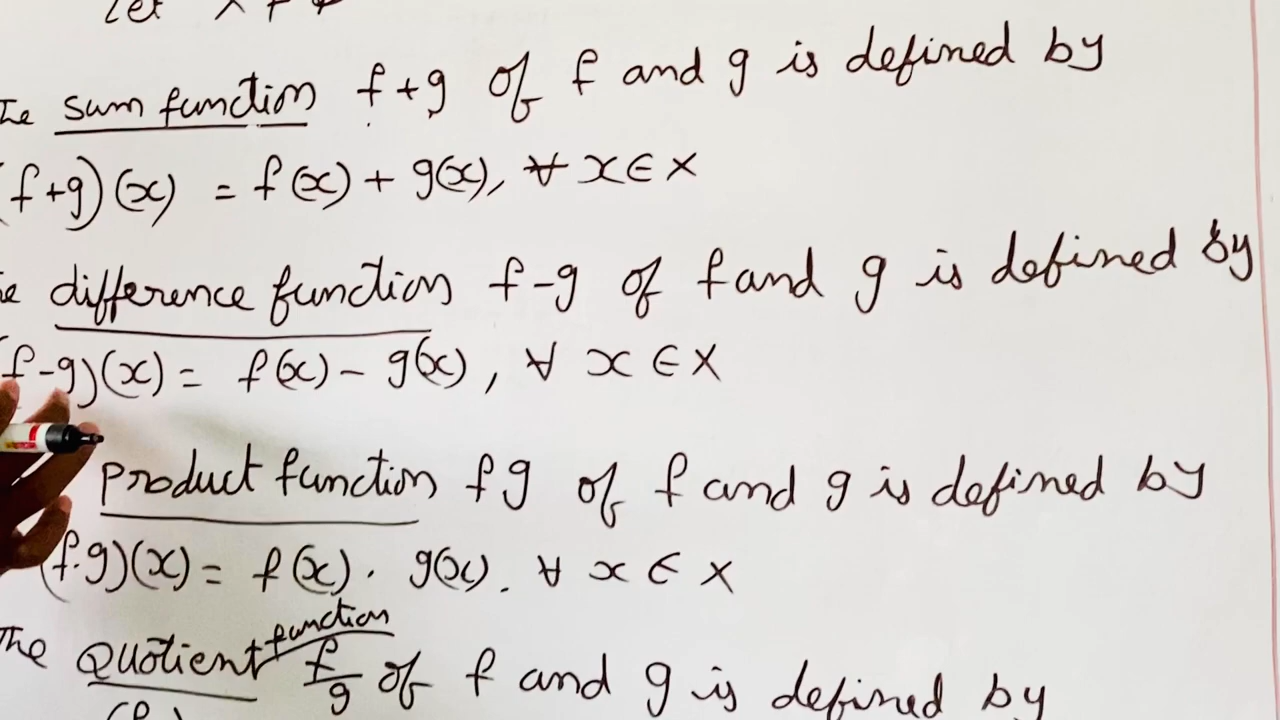 Let X ≠ ϕ
The sum function f+g of f and g is defined by
(f+g)(x) = f(x) + g(x), ∀ x ∈ X
difference function f-g of f and g is defined by
(f-g)(x) = f(x) - g(x), ∀ x ∈ X
product function fg of f and g is defined by
(f.g)(x) = f(x) . g(x). ∀ x ∈ X
The Quotient function f/g of f and g is defined by